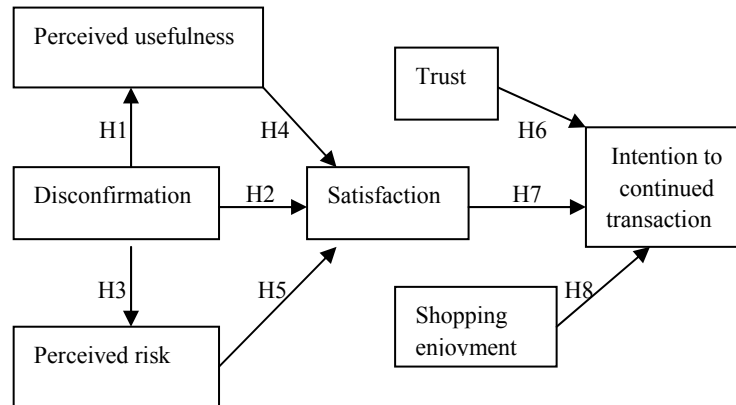 Perceived usefulness
Trust
H1
H4
H6
Intention to
continued
transaction
Disconfirmation
H2
Satisfaction
H7
H3
H5
H8
Shopping
enjoyment
Perceived risk